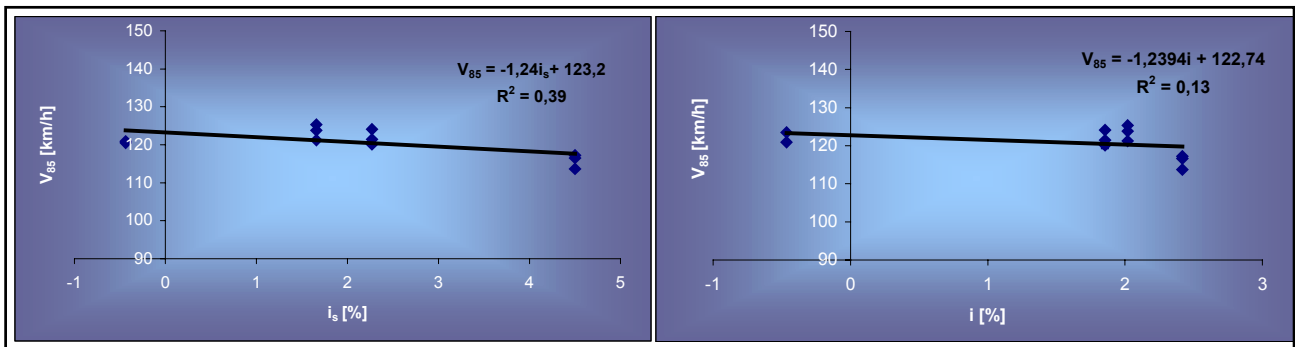 150
140
130
120
110
100
90
-1 0 1 2 3 4 5
V₈₅ [km/h]
iₛ [%]
V₈₅ = -1,24iₛ+ 123,2
R² = 0,39
150
140
130
120
110
100
90
-1 0 1 2 3
V₈₅ [km/h]
i [%]
V₈₅ = -1,2394i + 122,74
R² = 0,13